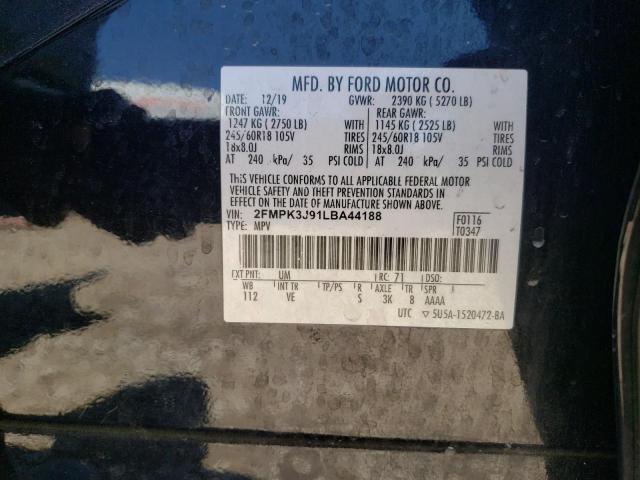 MFD. BY FORD MOTOR CO.
DATE: 12/19 GVWR: 2390 KG ( 5270 LB)
FRONT GAWR: REAR GAWR:
1247 KG ( 2750 LB) WITH 1145 KG ( 2525 LB) WITH
245/60R18 105V TIRES 245/60R18 105V TIRES
18x8.0J RIMS 18x8.0J RIMS
AT 240 kPa/ 35 PSI COLD AT 240 kPa/ 35 PSI COLD
THIS VEHICLE CONFORMS TO ALL APPLICABLE FEDERAL MOTOR
VEHICLE SAFETY AND THEFT PREVENTION STANDARDS IN
EFFECT ON THE DATE OF MANUFACTURE SHOWN ABOVE.
VIN: 2FMPK3J91LBA44188 F0116
TYPE: MPV T0347
EXT PNT: UM RC: 71 DSO:
WB INT TR TP/PS R AXLE TR SPR
112 VE S 3K 8 AAAA
UTC ▽ 5U5A-1520472-BA